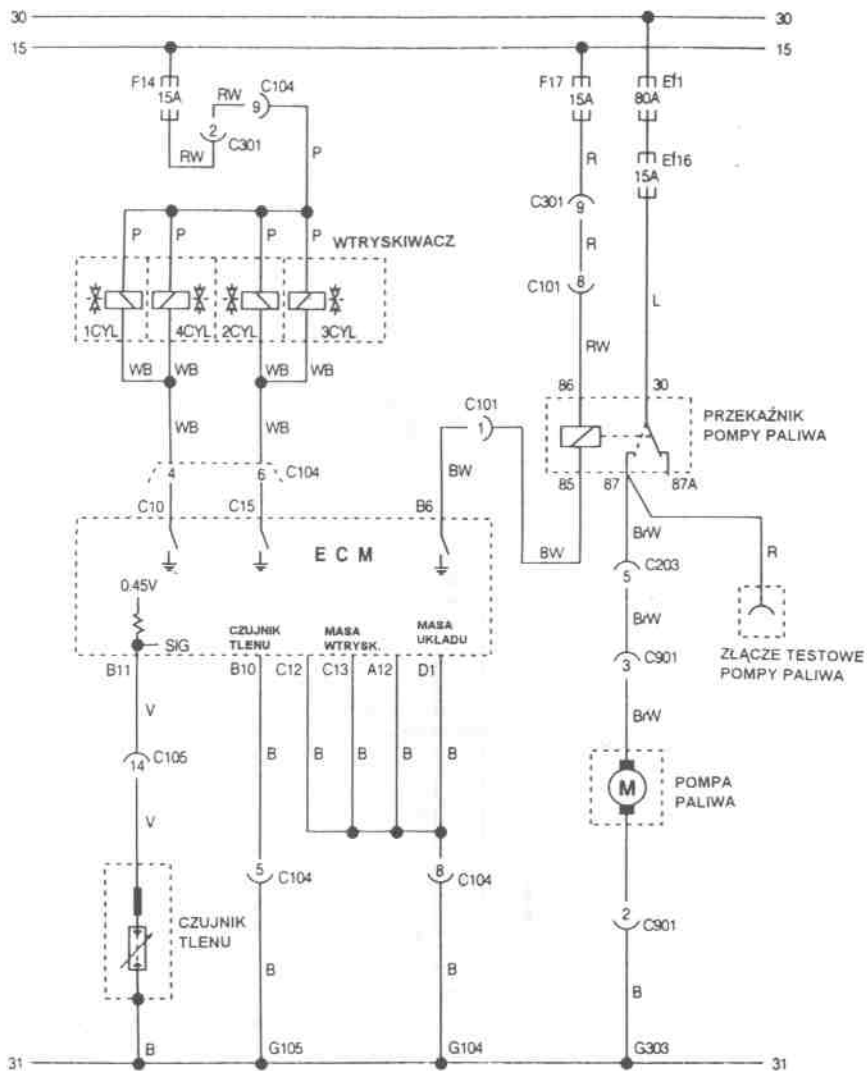 30 30
15 15
F14 15A RW 9 C104 F17 15A Ef1 80A
2 C301
RW P R Ef16 15A
C301 9
P P P P R
WTRYSKIWACZ
C101 8
L
1CYL 4CYL 2CYL 3CYL
RW
WB WB WB WB
86 30
C101
PRZEKAŹNIK
POMPY PALIWA
WB WB 1
4 6 C104 BW
85 87 87A
C10 C15 B6
BrW
ECM BW R
C203
5
0.45V
BrW
CZUJNIK
TLENU
MASA
WTRYSK.
MASA
UKŁADU
SIG
ZŁĄCZE TESTOWE
POMPY PALIWA
C901
3
B11 B10 C12 C13 A12 D1
V BrW
B B B B B
C105
14
M
POMPA
PALIWA
V
5 C104 8 C104
CZUJNIK
TLENU
2 C901
B B B
B G105 G104 G303
31 31